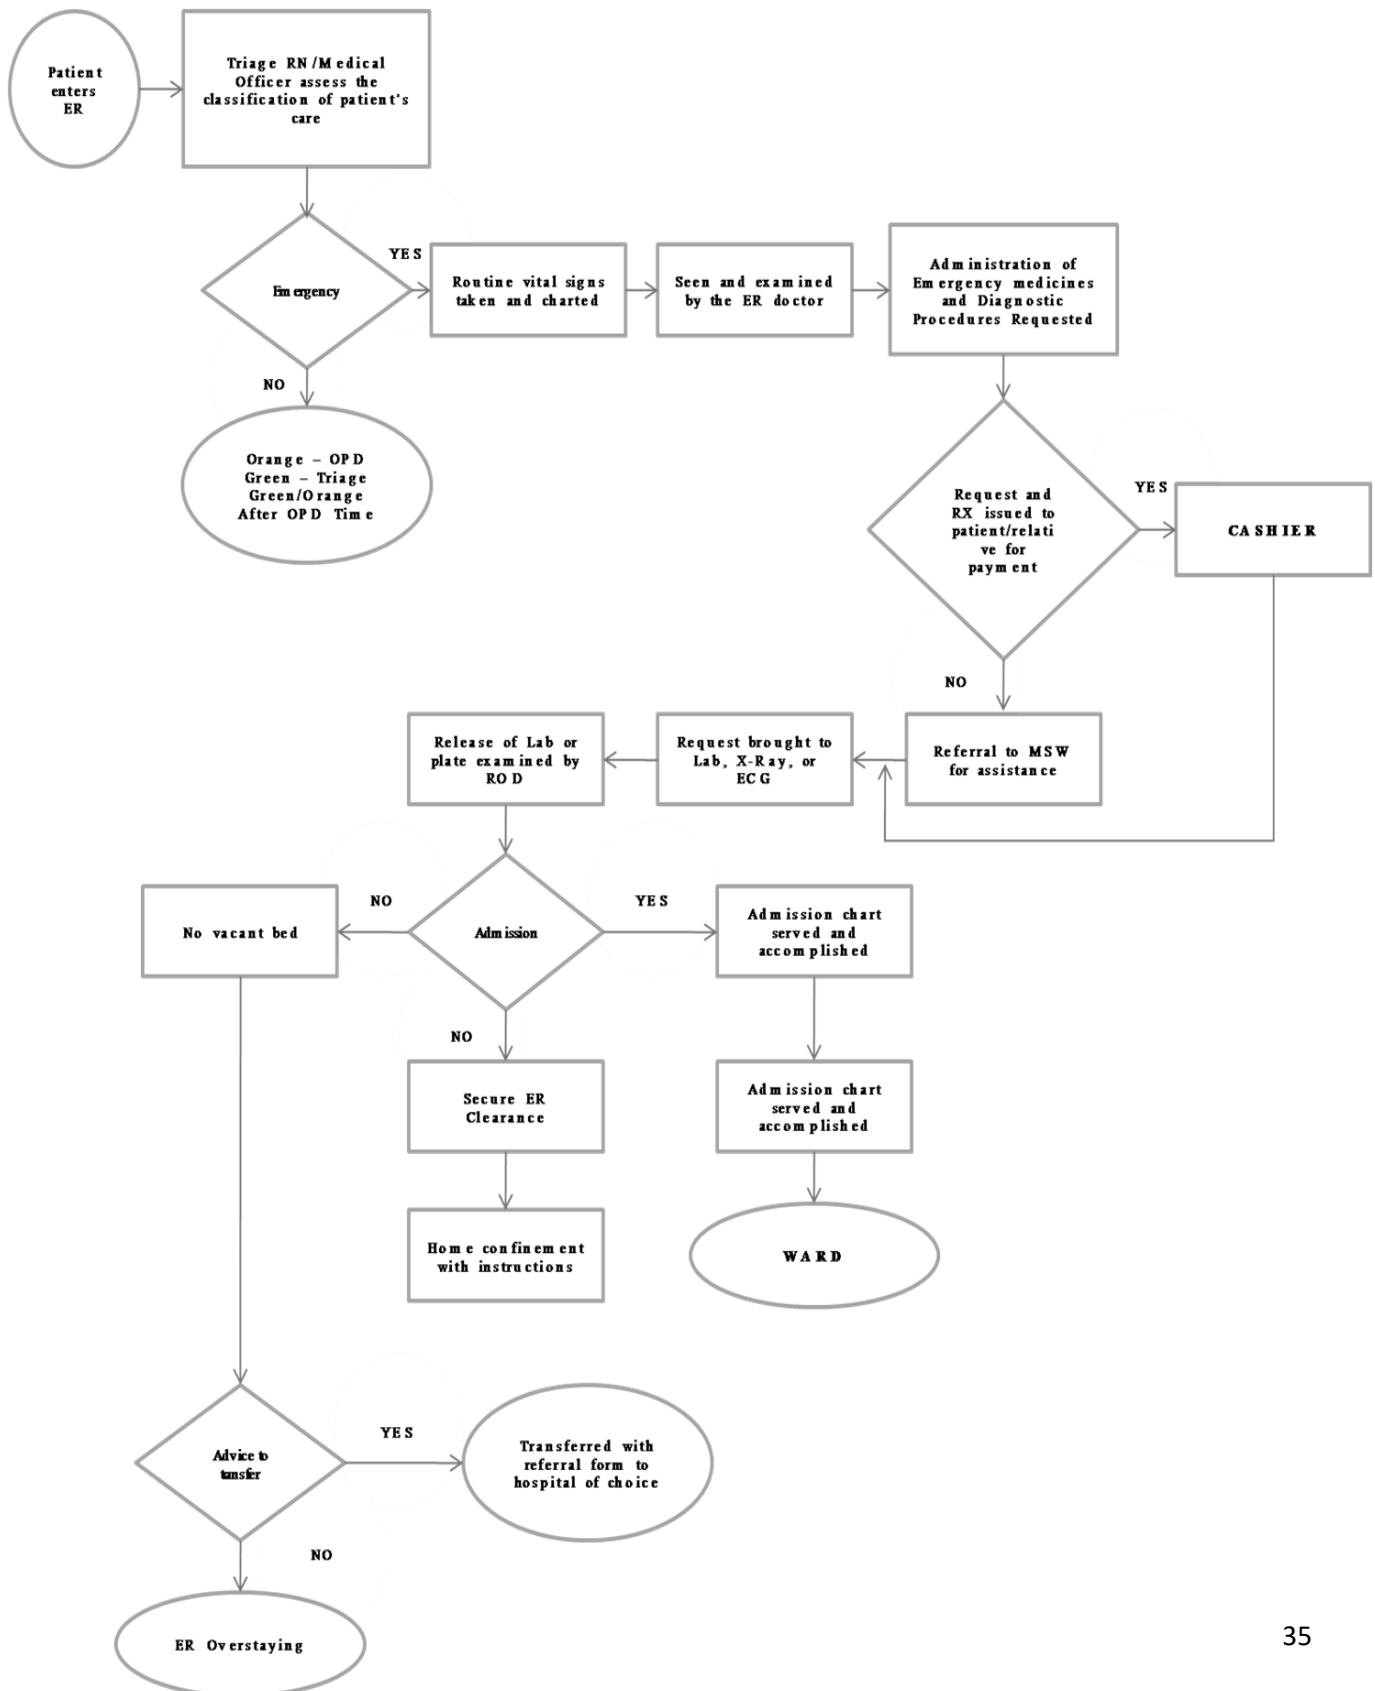 Patient
enters
ER
Triage RN/Medical
Officer assess the
classification of patient's
care
Emergency
YES
Routine vital signs
taken and charted
Seen and examined
by the ER doctor
Administration of
Emergency medicines
and Diagnostic
Procedures Requested
NO
Orange – OPD
Green – Triage
Green/Orange
After OPD Time
Request and
RX issued to
patient/relati
ve for
payment
YES
CASHIER
NO
Referral to MSW
for assistance
Request brought to
Lab, X-Ray, or
ECG
Release of Lab or
plate examined by
ROD
Admission
NO
No vacant bed
YES
Admission chart
served and
accomplished
NO
Secure ER
Clearance
Admission chart
served and
accomplished
Home confinement
with instructions
WARD
Advice to
tansfer
YES
Transferred with
referral form to
hospital of choice
NO
ER Overstaying
35